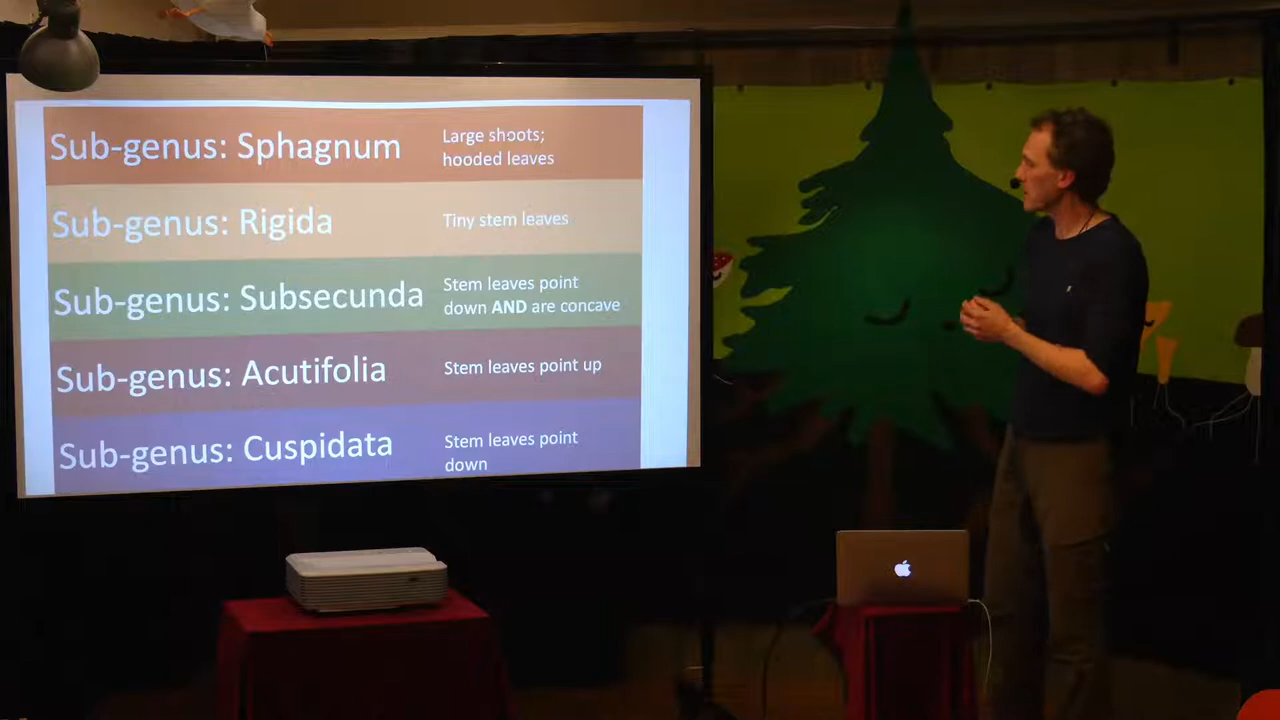 Sub-genus: Sphagnum
Large shoots;
hooded leaves
Sub-genus: Rigida
Tiny stem leaves
Sub-genus: Subsecunda
Stem leaves point
down AND are concave
Sub-genus: Acutifolia
Stem leaves point up
Sub-genus: Cuspidata
Stem leaves point
down